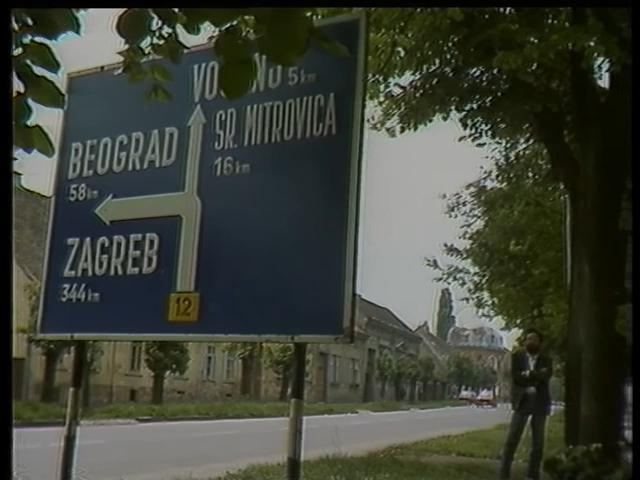 5 km
SR. MITROVICA
16 km
BEOGRAD
58 km
ZAGREB
344 km
12